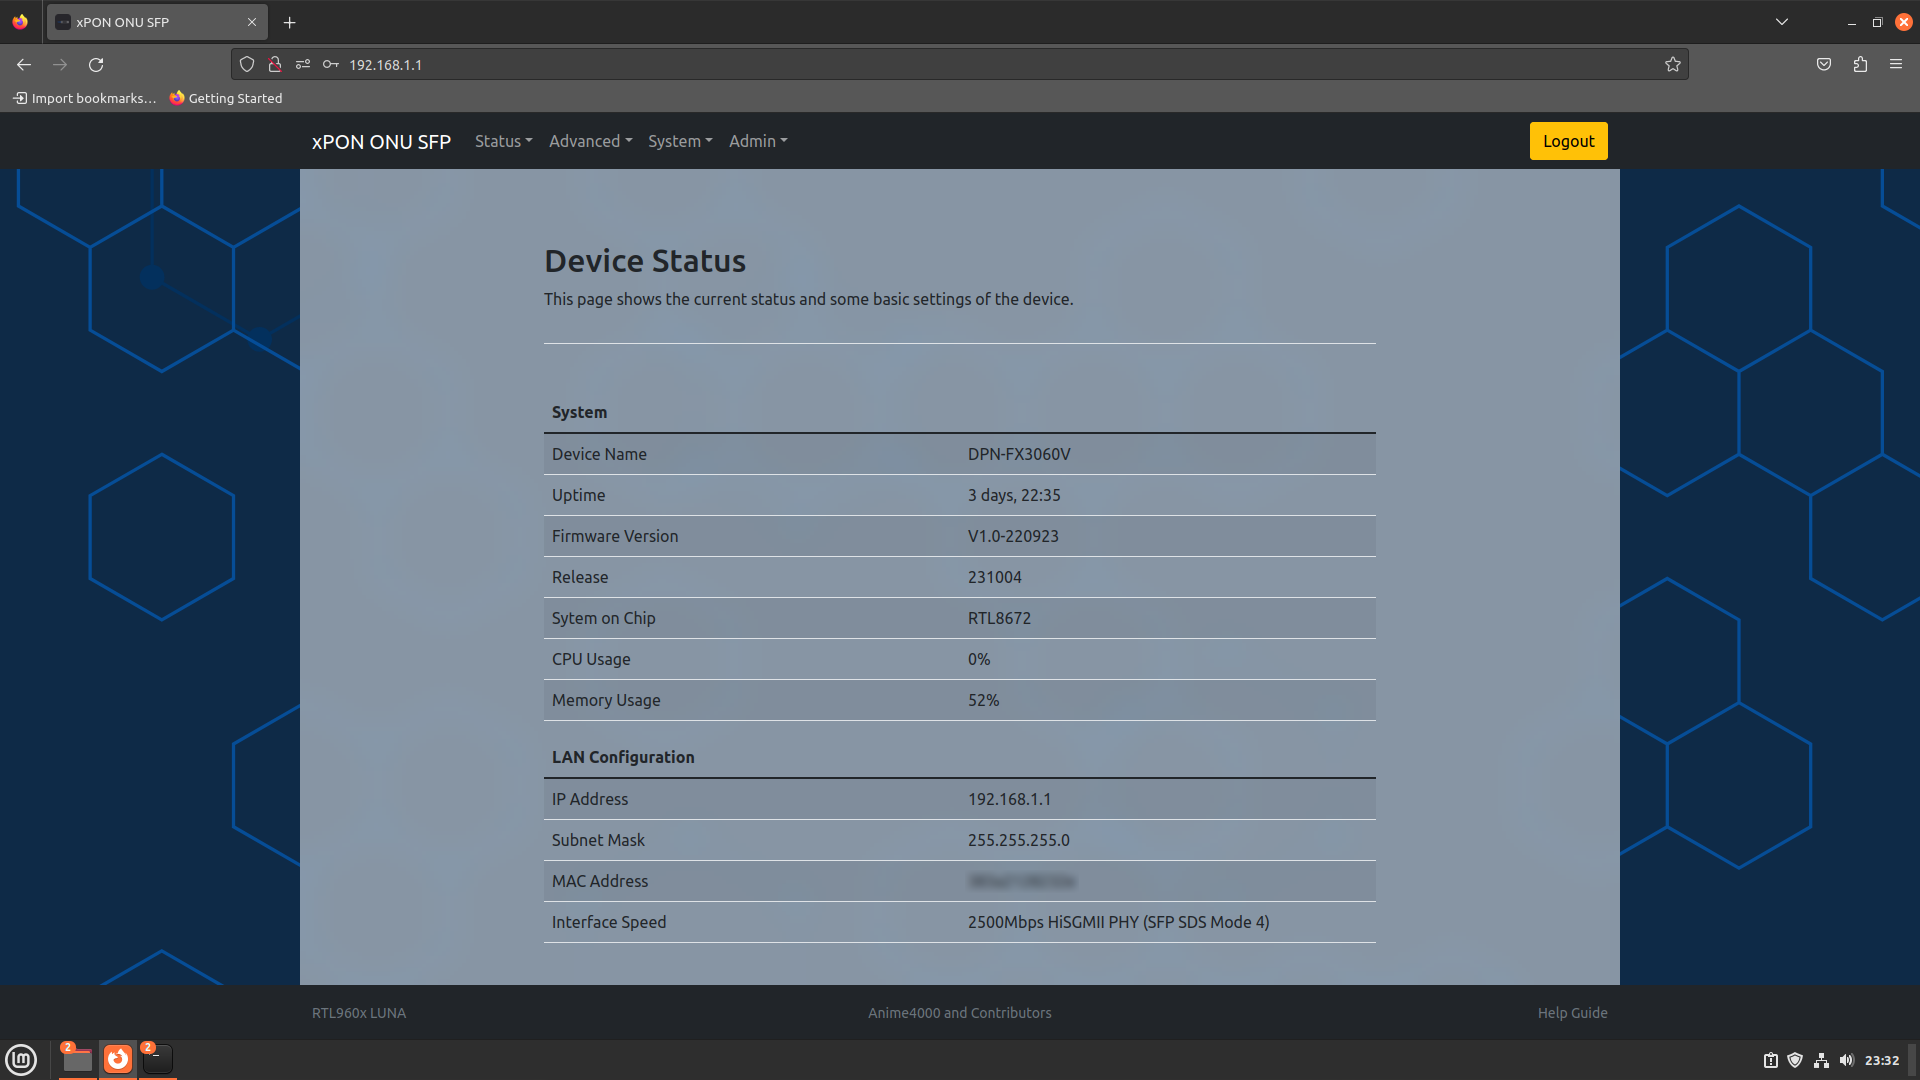 xPON ONU SFP
192.168.1.1
Import bookmarks... Getting Started
xPON ONU SFP Status Advanced System Admin Logout
Device Status
This page shows the current status and some basic settings of the device.
System
Device Name DPN-FX3060V
Uptime 3 days, 22:35
Firmware Version V1.0-220923
Release 231004
Sytem on Chip RTL8672
CPU Usage 0%
Memory Usage 52%
LAN Configuration
IP Address 192.168.1.1
Subnet Mask 255.255.255.0
MAC Address
Interface Speed 2500Mbps HiSGMII PHY (SFP SDS Mode 4)
RTL960x LUNA Anime4000 and Contributors Help Guide
2 2 23:32